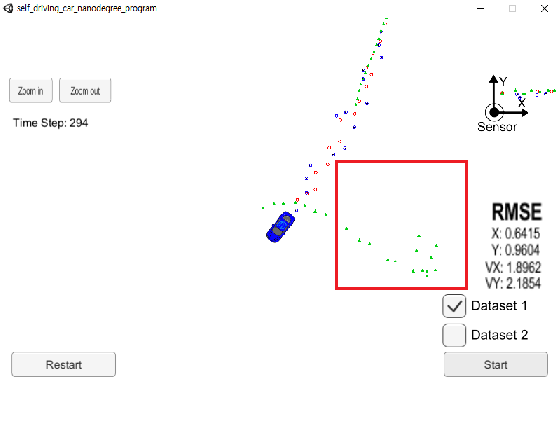 self_driving_car_nanodegree_program
Zoom in
Zoom out
Time Step: 294
Y
X
Sensor
RMSE
X: 0.6415
Y: 0.9604
VX: 1.8962
VY: 2.1854
Dataset 1
Dataset 2
Restart
Start